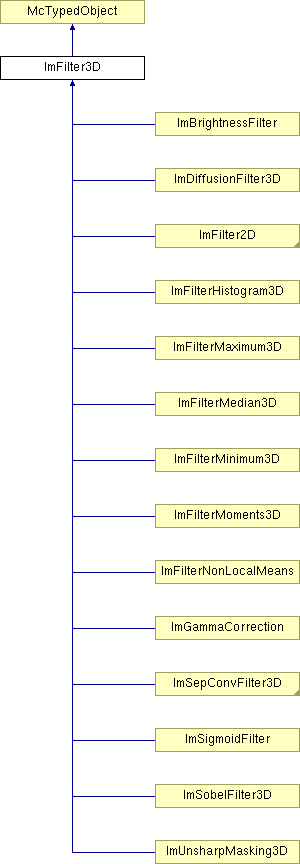 McTypedObject
ImFilter3D
ImBrightnessFilter
ImDiffusionFilter3D
ImFilter2D
ImFilterHistogram3D
ImFilterMaximum3D
ImFilterMedian3D
ImFilterMinimum3D
ImFilterMoments3D
ImFilterNonLocalMeans
ImGammaCorrection
ImSepConvFilter3D
ImSigmoidFilter
ImSobelFilter3D
ImUnsharpMasking3D